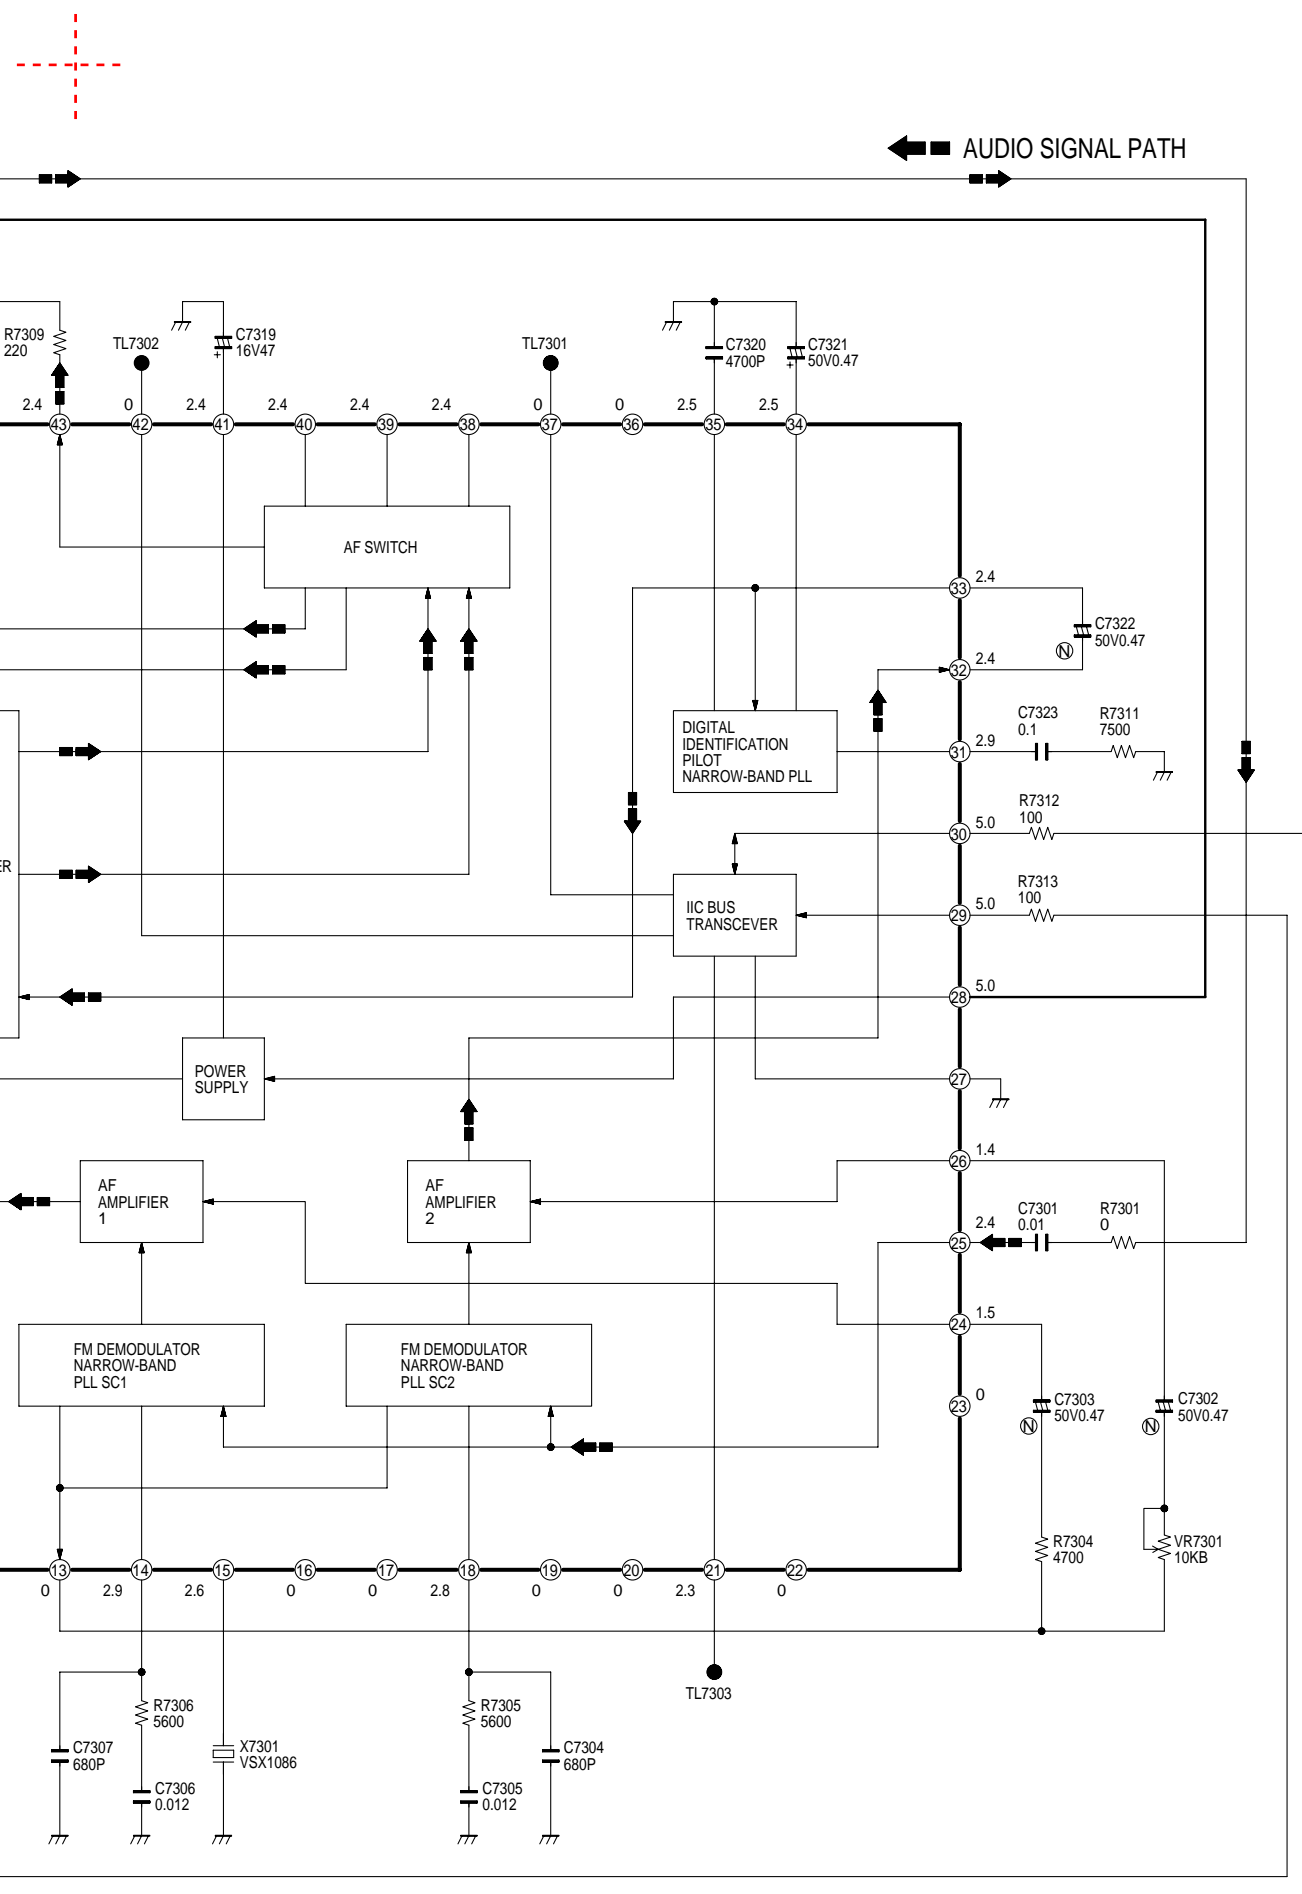 AUDIO SIGNAL PATH
R7309
220
TL7302
C7319
16V47
+
TL7301
C7320
4700P
C7321
50V0.47
+
2.4
0
2.4
2.4
2.4
2.4
0
0
2.5
2.5
43
42
41
40
39
38
37
36
35
34
AF SWITCH
33
2.4
C7322
50V0.47
N
32
2.4
DIGITAL
IDENTIFICATION
PILOT
NARROW-BAND PLL
31
2.9
C7323
0.1
R7311
7500
R7312
100
30
5.0
ER
IIC BUS
TRANSCEVER
R7313
100
29
5.0
28
5.0
POWER
SUPPLY
27
26
1.4
AF
AMPLIFIER
1
AF
AMPLIFIER
2
C7301
0.01
R7301
0
25
2.4
24
1.5
FM DEMODULATOR
NARROW-BAND
PLL SC1
FM DEMODULATOR
NARROW-BAND
PLL SC2
23
0
C7303
50V0.47
N
C7302
50V0.47
N
R7304
4700
VR7301
10KB
13
14
15
16
17
18
19
20
21
22
0
2.9
2.6
0
0
2.8
0
0
2.3
0
TL7303
R7306
5600
R7305
5600
C7307
680P
X7301
VSX1086
C7304
680P
C7306
0.012
C7305
0.012